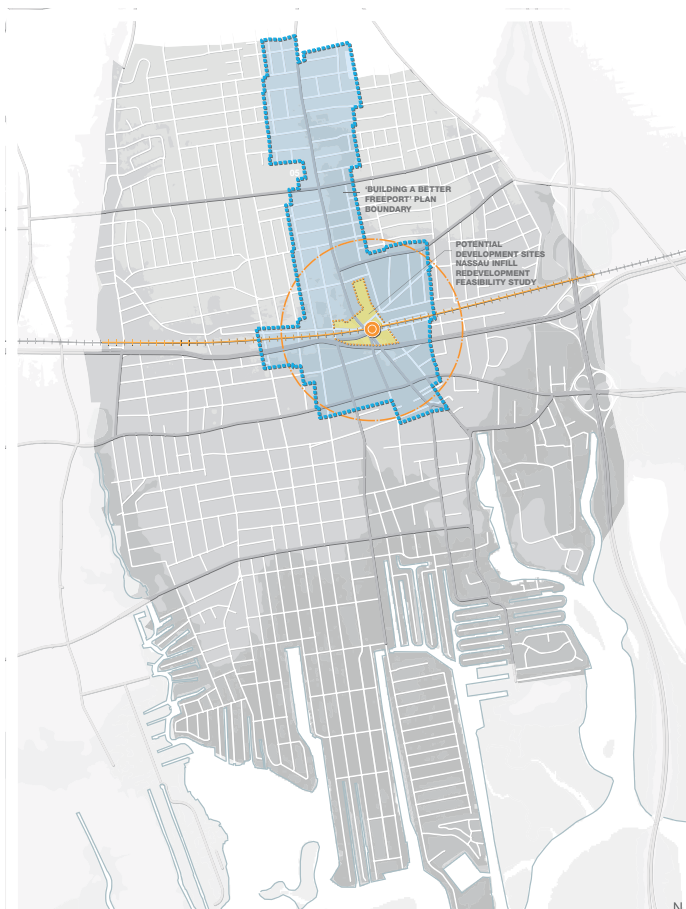 ‘BUILDING A BETTER
FREEPORT’ PLAN
BOUNDARY
POTENTIAL
DEVELOPMENT SITES
NASSAU INFILL
REDEVELOPMENT
FEASIBILITY STUDY
N